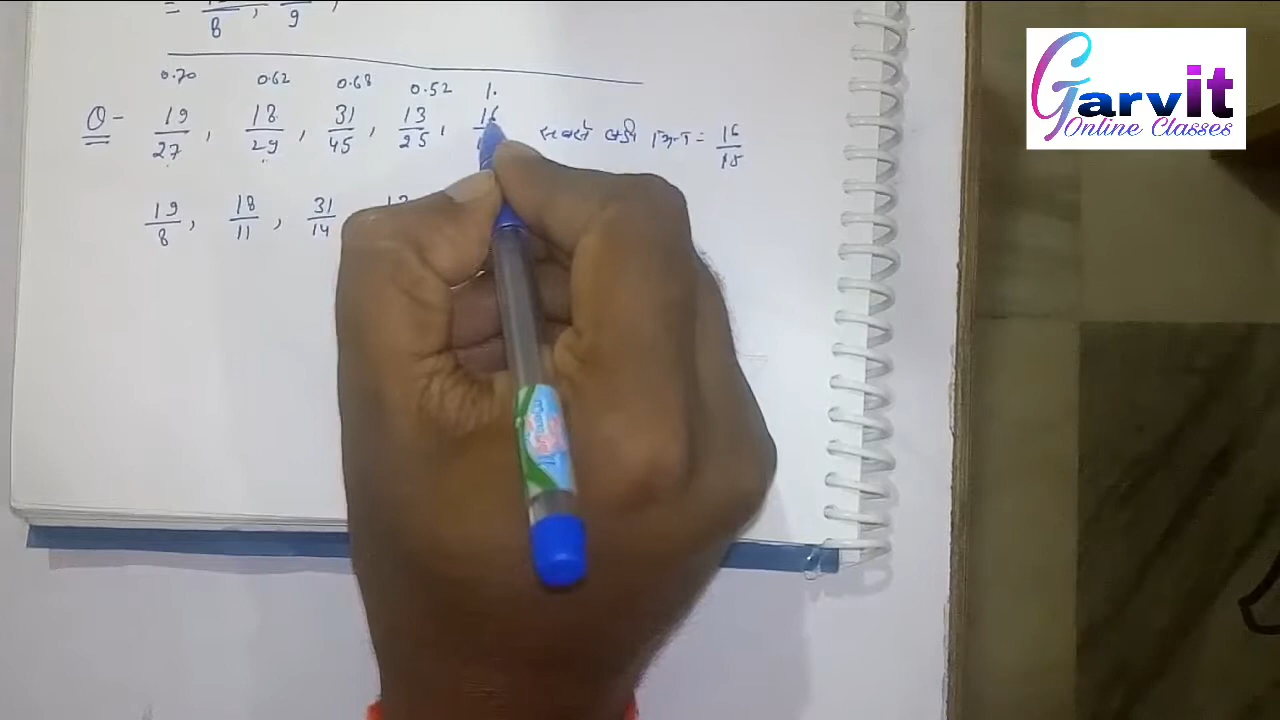 =
8 , 9 ,
0.70 0.62 0.68 0.52 1.
Q- 19/27 , 18/29 , 31/45 , 13/25 , 16 सबसे बड़ी भिन्न = 16/15
19/8 , 18/11 , 31/14
Garvit
Online Classes